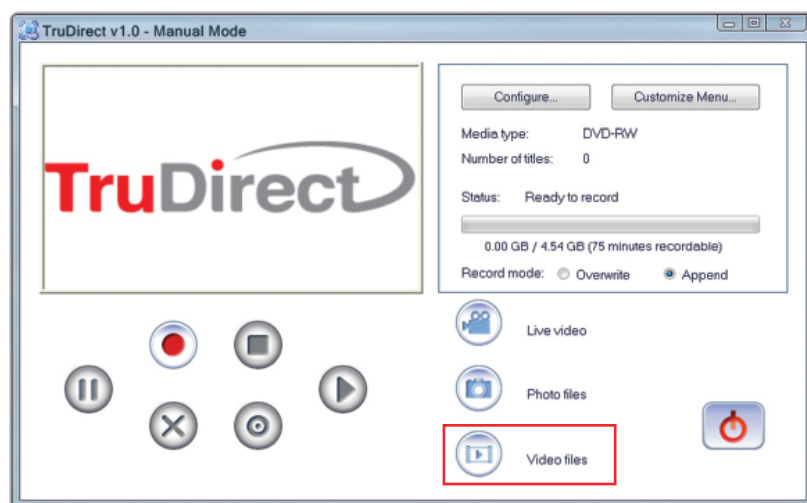 TruDirect v1.0 - Manual Mode
TruDirect
Configure... Customize Menu...
Media type: DVD-RW
Number of titles: 0
Status: Ready to record
0.00 GB / 4.54 GB (75 minutes recordable)
Record mode: Overwrite Append
Live video
Photo files
Video files